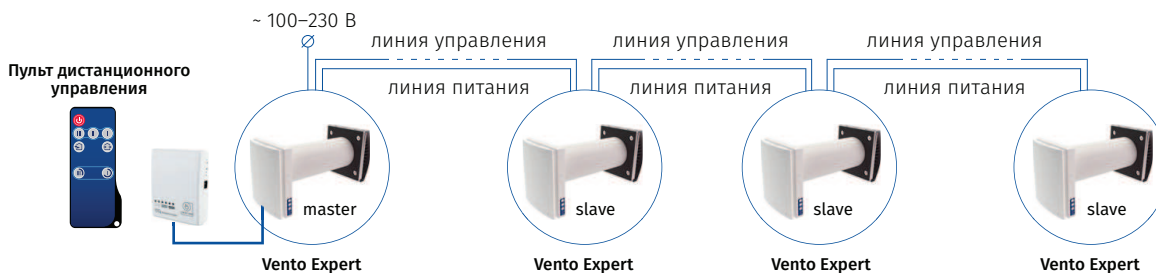 ~ 100–230 В
линия управления
линия управления
линия управления
Пульт дистанционного
управления
линия питания
линия питания
линия питания
master
slave
slave
slave
Vento Expert
Vento Expert
Vento Expert
Vento Expert